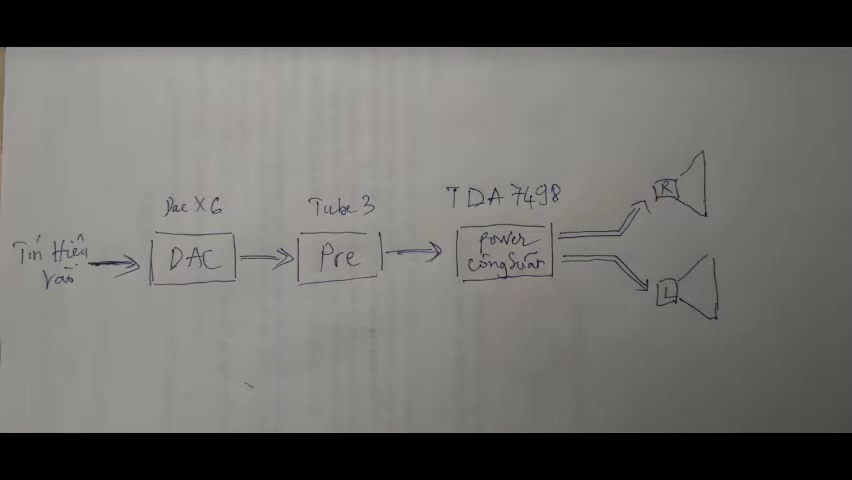 Tín Hiệu
vào
Dac X6
DAC
Tube 3
Pre
TDA 7498
power
công suất
R
L